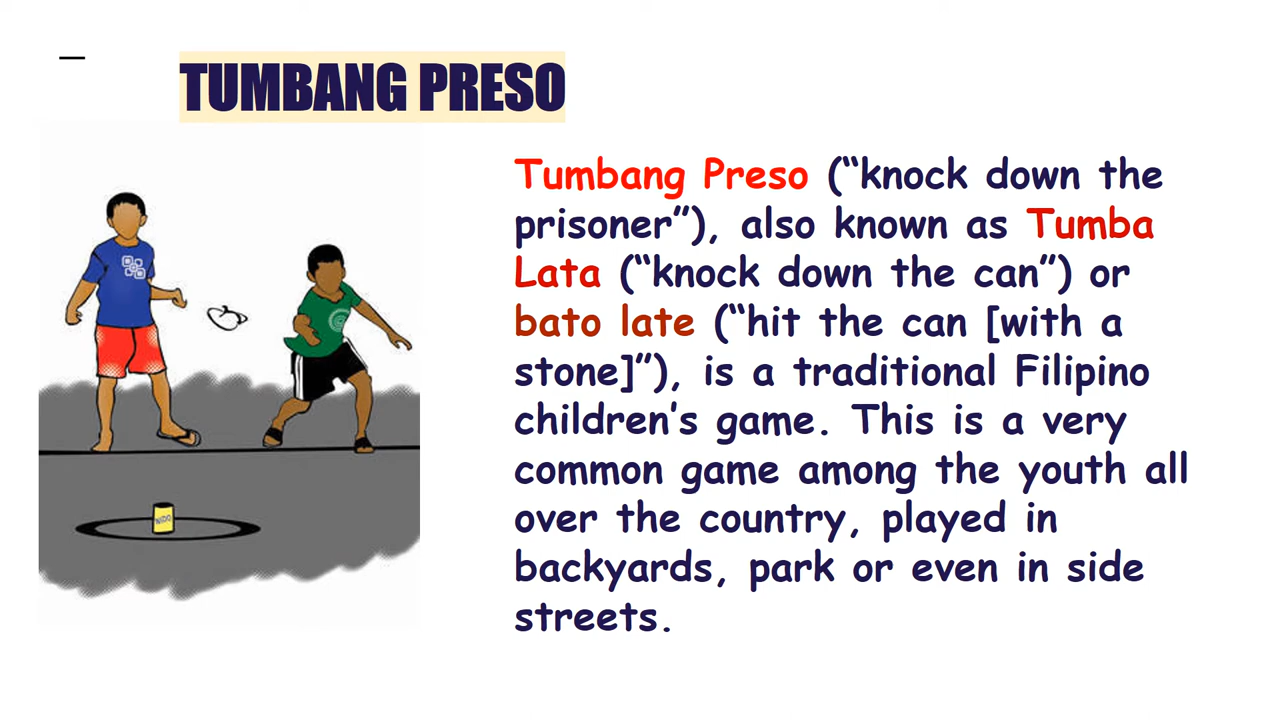 TUMBANG PRESO
Tumbang Preso (“knock down the
prisoner”), also known as Tumba
Lata (“knock down the can”) or
bato late (“hit the can [with a
stone]”), is a traditional Filipino
children’s game. This is a very
common game among the youth all
over the country, played in
backyards, park or even in side
streets.
NIDO